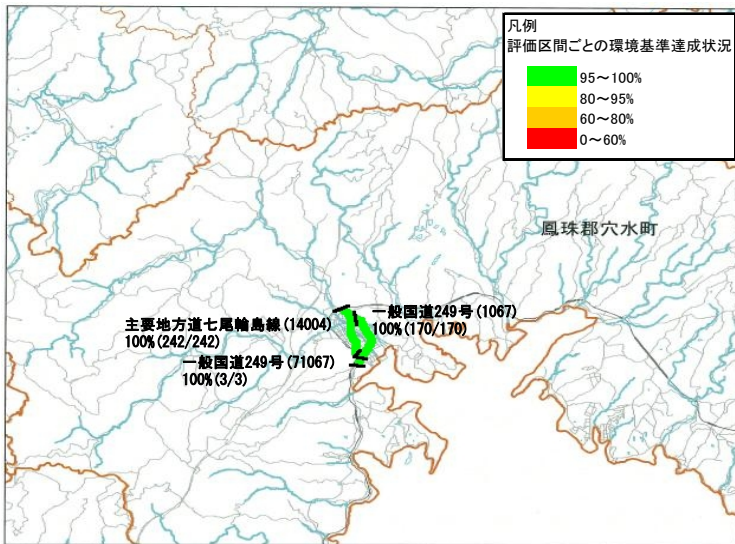 凡例
評価区間ごとの環境基準達成状況
95～100%
80～95%
60～80%
0～60%
鳳珠郡穴水町
主要地方道七尾輪島線(14004)
100%(242/242)
一般国道249号(1067)
100%(170/170)
一般国道249号(71067)
100%(3/3)